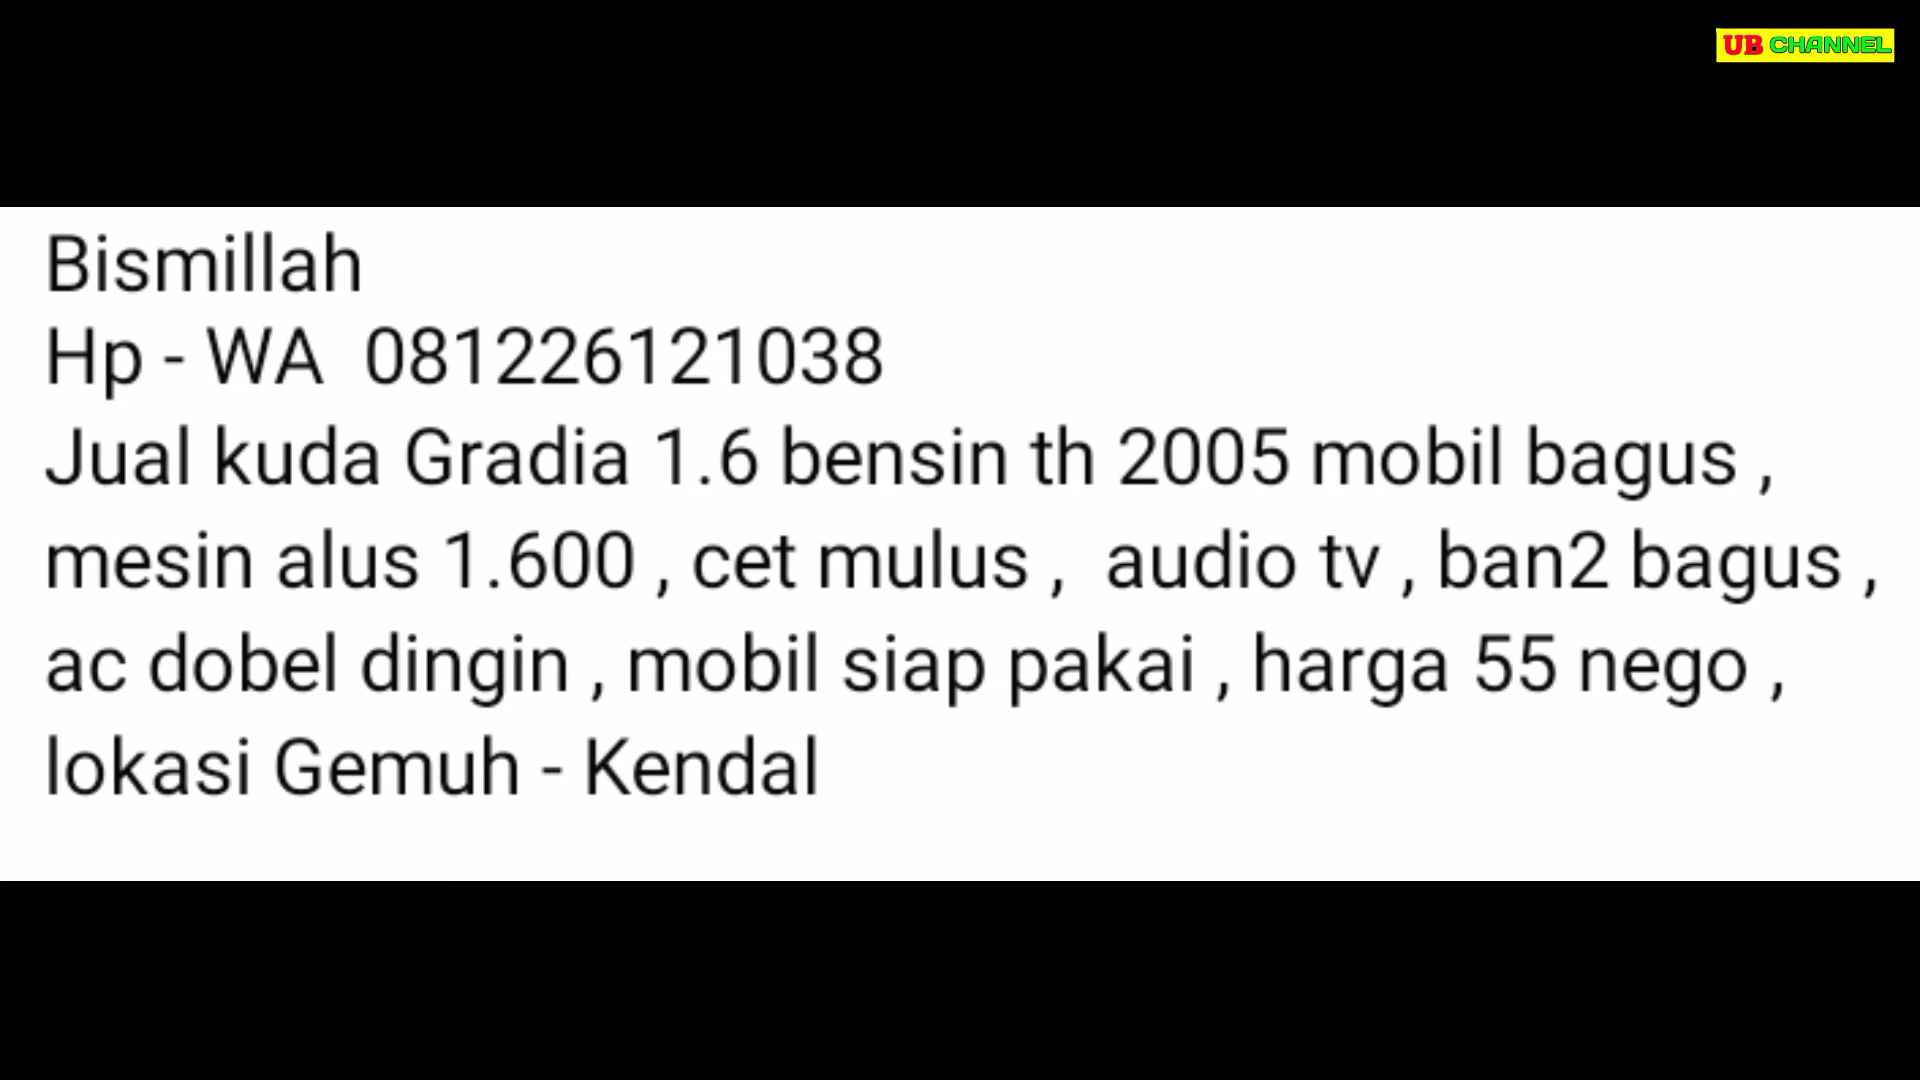 UB CHANNEL
Bismillah
Hp - WA 081226121038
Jual kuda Gradia 1.6 bensin th 2005 mobil bagus ,
mesin alus 1.600 , cet mulus , audio tv , ban2 bagus ,
ac dobel dingin , mobil siap pakai , harga 55 nego ,
lokasi Gemuh - Kendal